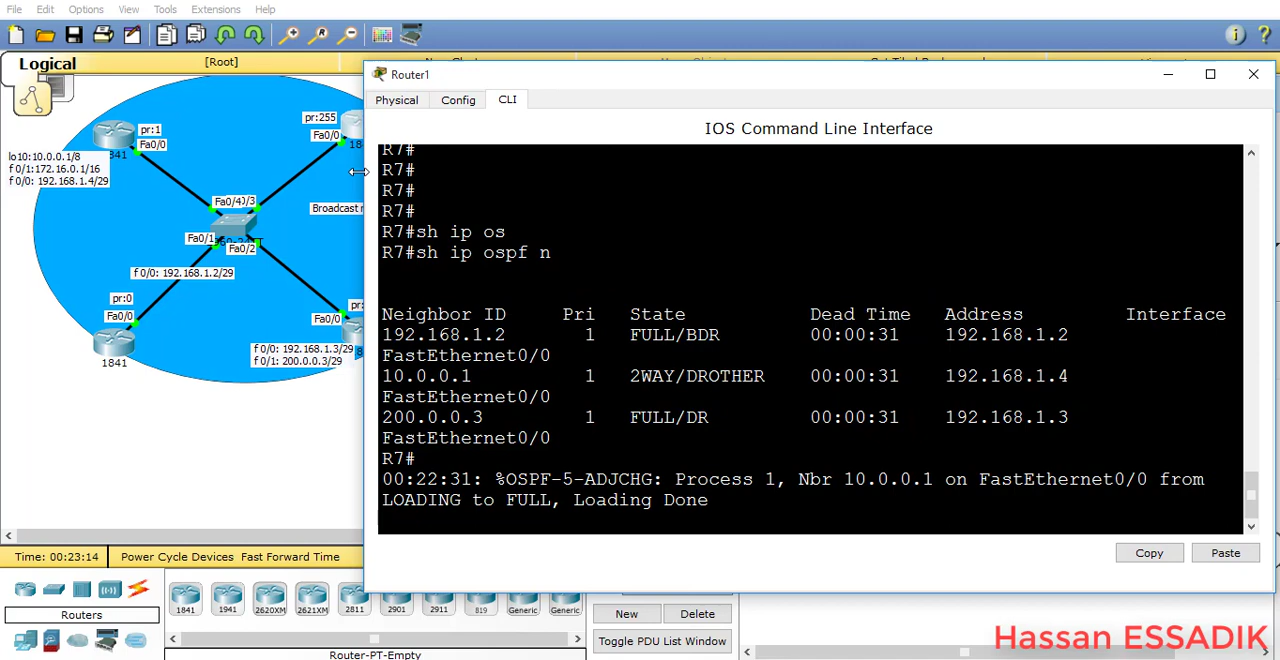 File Edit Options View Tools Extensions Help
Logical
[Root]
pr:1
Fa0/0
pr:255
Fa0/0
lo10:10.0.0.1/8
f 0/1:172.16.0.1/16
f 0/0: 192.168.1.4/29
Broadcast
Fa0/1
Fa0/2
f 0/0: 192.168.1.2/29
pr:0
Fa0/0
1841
Fa0/0
f 0/0: 192.168.1.3/29
f 0/1: 200.0.0.3/29
Router1
Physical Config CLI
IOS Command Line Interface
R7#
R7#
R7#
R7#
R7#sh ip os
R7#sh ip ospf n
Neighbor ID Pri State Dead Time Address Interface
192.168.1.2 1 FULL/BDR 00:00:31 192.168.1.2
FastEthernet0/0
10.0.0.1 1 2WAY/DROTHER 00:00:31 192.168.1.4
FastEthernet0/0
200.0.0.3 1 FULL/DR 00:00:31 192.168.1.3
FastEthernet0/0
R7#
00:22:31: %OSPF-5-ADJCHG: Process 1, Nbr 10.0.0.1 on FastEthernet0/0 from
LOADING to FULL, Loading Done
Copy Paste
Time: 00:23:14 Power Cycle Devices Fast Forward Time
Routers
1841 1941 2620XM 2621XM 2811 2901 2911 819 Generic Generic
New Delete
Toggle PDU List Window
Router-PT-Empty
Hassan ESSADIK